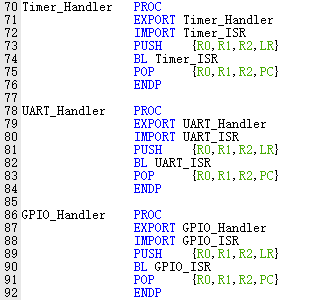 70 Timer_Handler PROC
71 EXPORT Timer_Handler
72 IMPORT Timer_ISR
73 PUSH {R0,R1,R2,LR}
74 BL Timer_ISR
75 POP {R0,R1,R2,PC}
76 ENDP
77
78 UART_Handler PROC
79 EXPORT UART_Handler
80 IMPORT UART_ISR
81 PUSH {R0,R1,R2,LR}
82 BL UART_ISR
83 POP {R0,R1,R2,PC}
84 ENDP
85
86 GPIO_Handler PROC
87 EXPORT GPIO_Handler
88 IMPORT GPIO_ISR
89 PUSH {R0,R1,R2,LR}
90 BL GPIO_ISR
91 POP {R0,R1,R2,PC}
92 ENDP